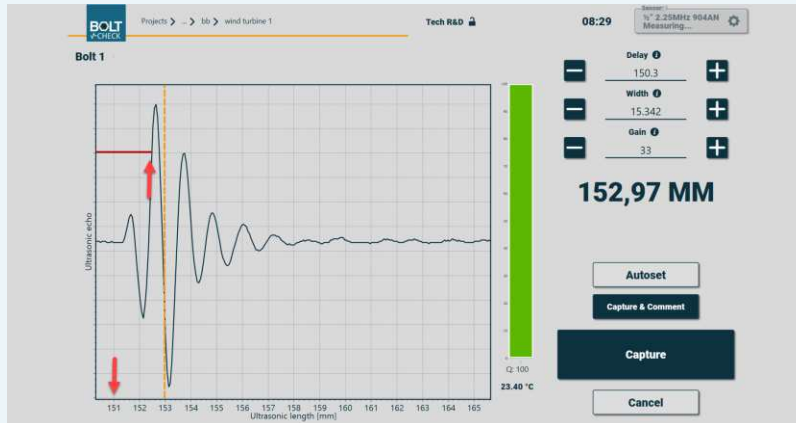 BOLT
✓CHECK
Projects > ... > bb > wind turbine 1
Tech R&D
08:29
Sensor:
½" 2.25MHz 904AN
Measuring...
Bolt 1
Delay
150.3
Width
15.342
Gain
33
152,97 MM
Ultrasonic echo
151 152 153 154 155 156 157 158 159 160 161 162 163 164 165
Ultrasonic length [mm]
Q: 100
23.40 °C
Autoset
Capture & Comment
Capture
Cancel